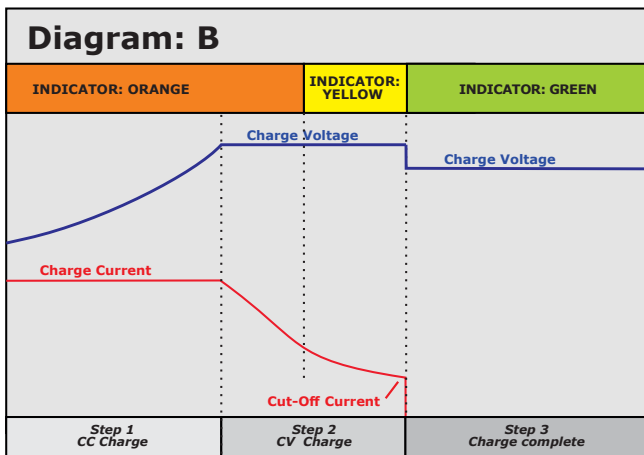 Diagram: B
INDICATOR: ORANGE
INDICATOR:
YELLOW
INDICATOR: GREEN
Charge Voltage
Charge Voltage
Charge Current
Cut-Off Current
Step 1
CC Charge
Step 2
CV Charge
Step 3
Charge complete